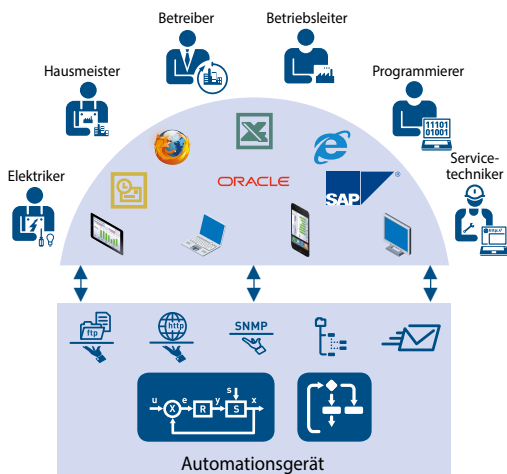 Betreiber
Betriebsleiter
Hausmeister
Programmierer
11101
01001
Elektriker
Service-
techniker
http://
ORACLE
SAP
®
ftp
http
SNMP
u
e
y
s
x
X
R
S
Automationsgerät